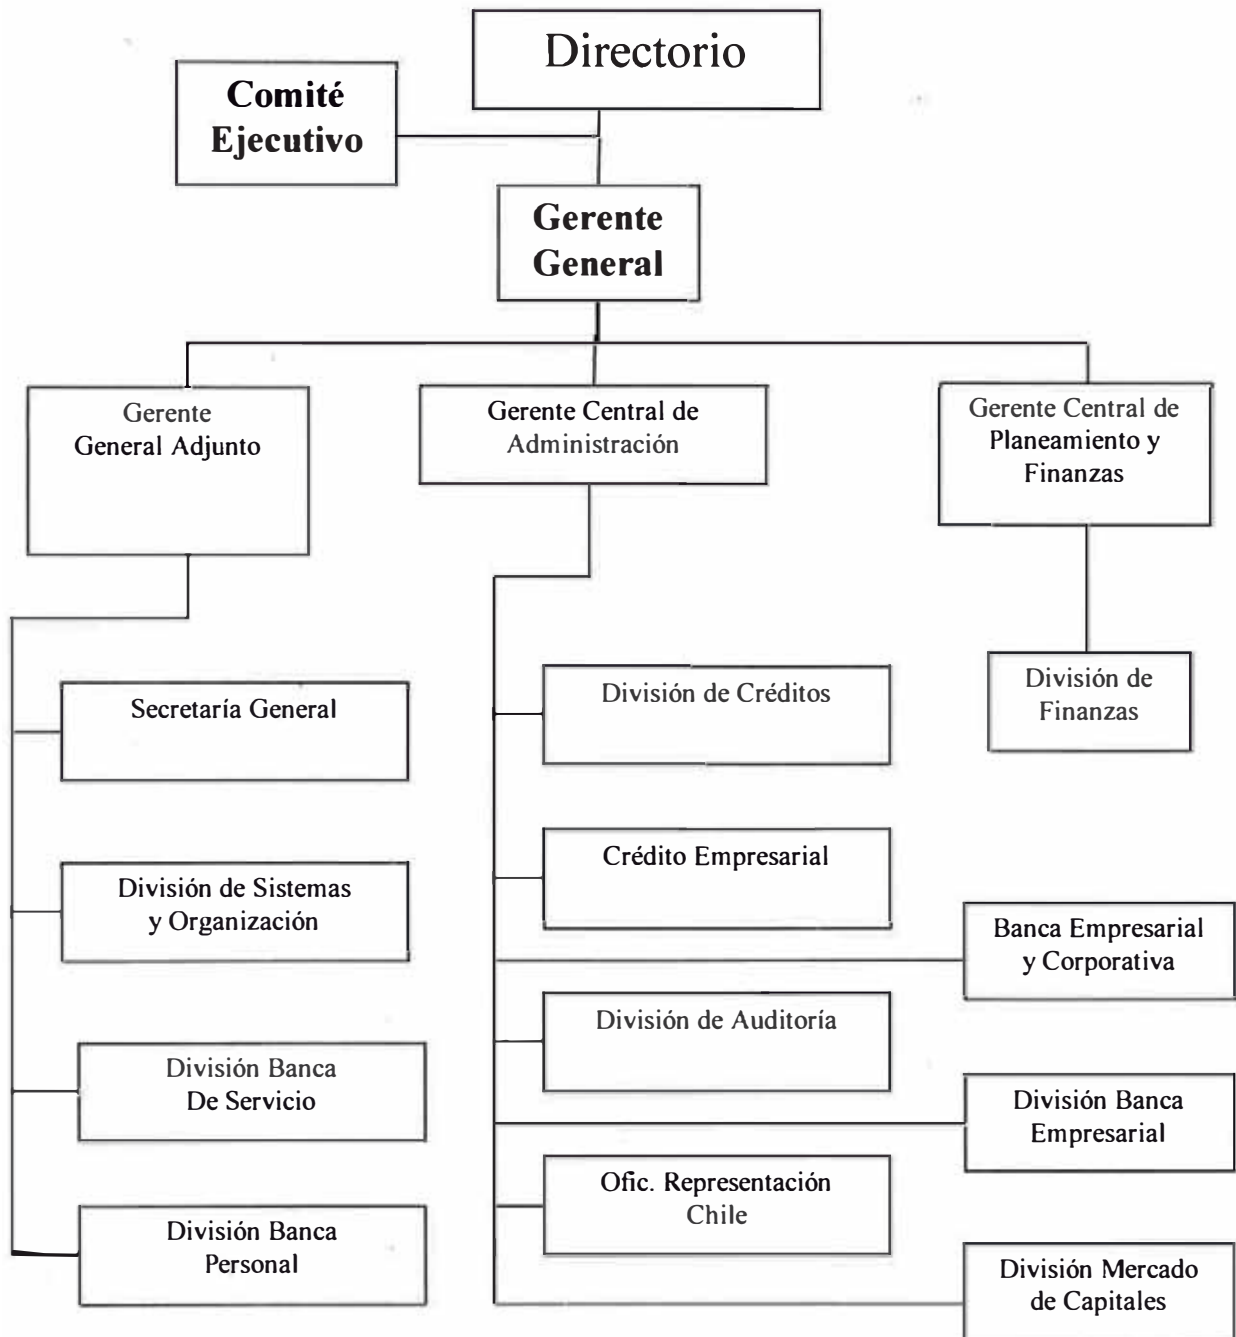 Directorio
Comité
Ejecutivo
Gerente
General
Gerente
General Adjunto
Gerente Central de
Administración
Gerente Central de
Planeamiento y
Finanzas
Secretaría General
División de Sistemas
y Organización
División Banca
De Servicio
División Banca
Personal
División de Créditos
Crédito Empresarial
División de Auditoría
Ofic. Representación
Chile
Banca Empresarial
y Corporativa
División Banca
Empresarial
División Mercado
de Capitales
División de
Finanzas